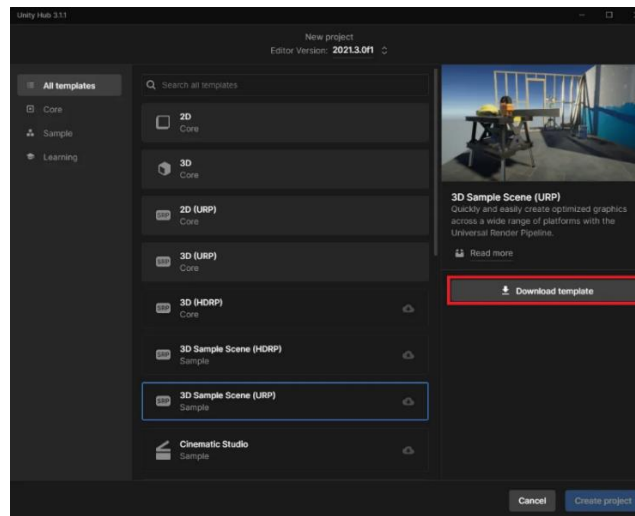 Unity Hub 3.1.1
New project
Editor Version: 2021.3.0f1
All templates
Core
Sample
Learning
Search all templates
2D
Core
3D
Core
2D (URP)
Core
3D (URP)
Core
3D (HDRP)
Core
3D Sample Scene (HDRP)
Sample
3D Sample Scene (URP)
Sample
Cinematic Studio
Sample
3D Sample Scene (URP)
Quickly and easily create optimized graphics
across a wide range of platforms with the
Universal Render Pipeline.
Read more
Download template
Cancel
Create project